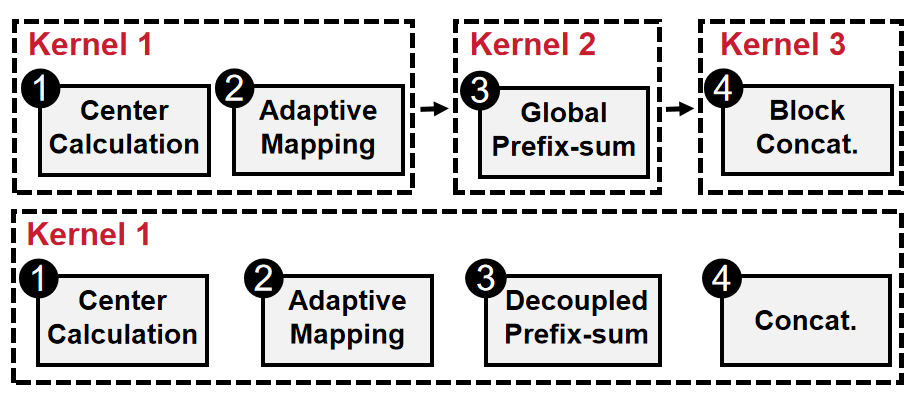 Kernel 1
Kernel 2
Kernel 3
1
Center
Calculation
2
Adaptive
Mapping
3
Global
Prefix-sum
4
Block
Concat.
Kernel 1
1
Center
Calculation
2
Adaptive
Mapping
3
Decoupled
Prefix-sum
4
Concat.